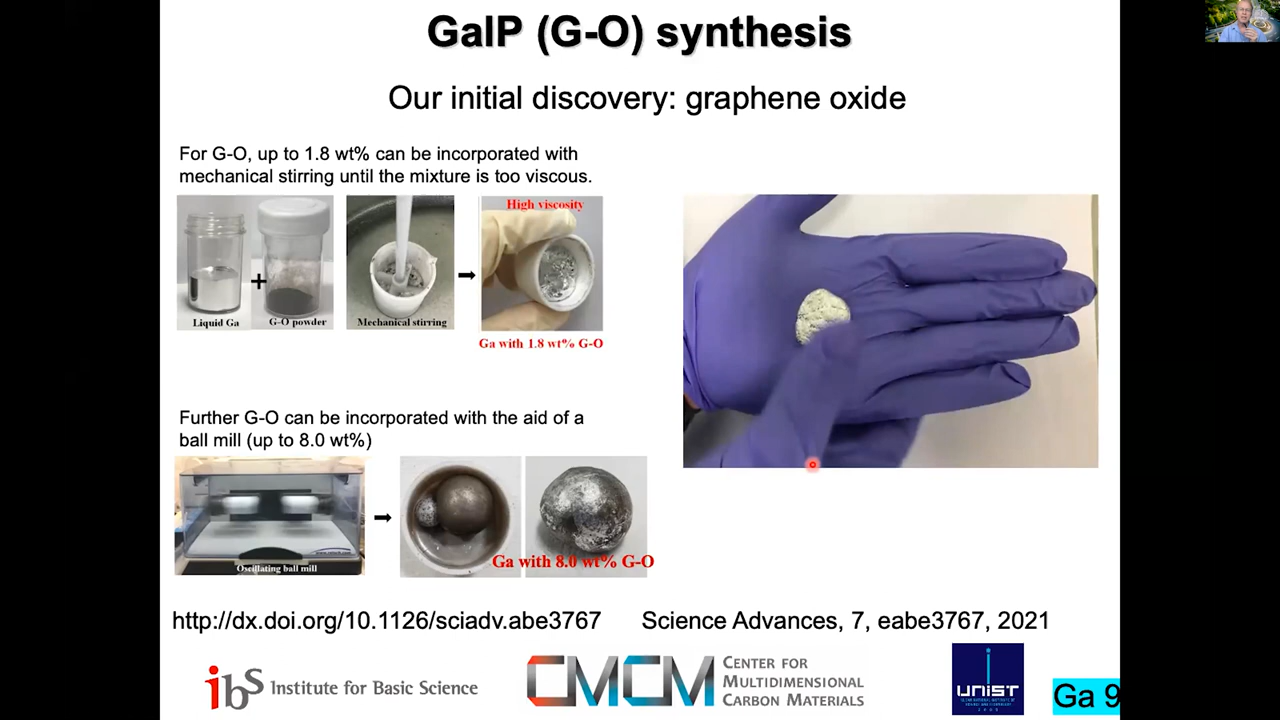 GaIP (G-O) synthesis
Our initial discovery: graphene oxide
For G-O, up to 1.8 wt% can be incorporated with
mechanical stirring until the mixture is too viscous.
High viscosity
+
Liquid Ga
G-O powder
Mechanical stirring
Ga with 1.8 wt% G-O
Further G-O can be incorporated with the aid of a
ball mill (up to 8.0 wt%)
Oscillating ball mill
Ga with 8.0 wt% G-O
http://dx.doi.org/10.1126/sciadv.abe3767
Science Advances, 7, eabe3767, 2021
ibS Institute for Basic Science
CMCM
CENTER FOR
MULTIDIMENSIONAL
CARBON MATERIALS
UNIST
Ga 9